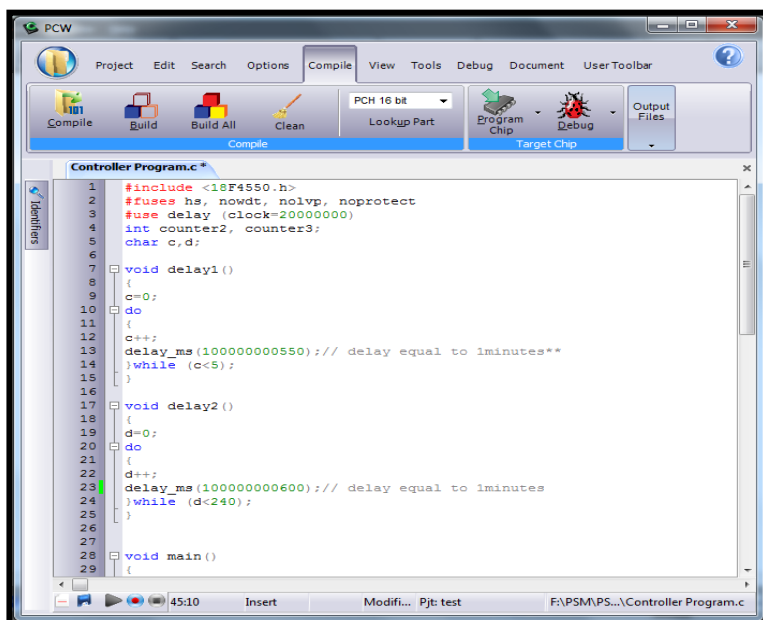 PCW
Project Edit Search Options Compile View Tools Debug Document User Toolbar
101
Compile Build Build All Clean
PCH 16 bit
Lookup Part
Program Chip Debug
Output Files
Compile Target Chip
Controller Program.c *
Identifiers
1 #include <18F4550.h>
2 #fuses hs, nowdt, nolvp, noprotect
3 #use delay (clock=20000000)
4 int counter2, counter3;
5 char c,d;
6
7 void delay1()
8 {
9 c=0;
10 do
11 {
12 c++;
13 delay_ms(100000000550);// delay equal to 1minutes**
14 }while (c<5);
15 }
16
17 void delay2()
18 {
19 d=0;
20 do
21 {
22 d++;
23 delay_ms(100000000600);// delay equal to 1minutes
24 }while (d<240);
25 }
26
27
28 void main()
29 {
45:10 Insert Modifi... Pjt: test F:\PSM\PS...\Controller Program.c